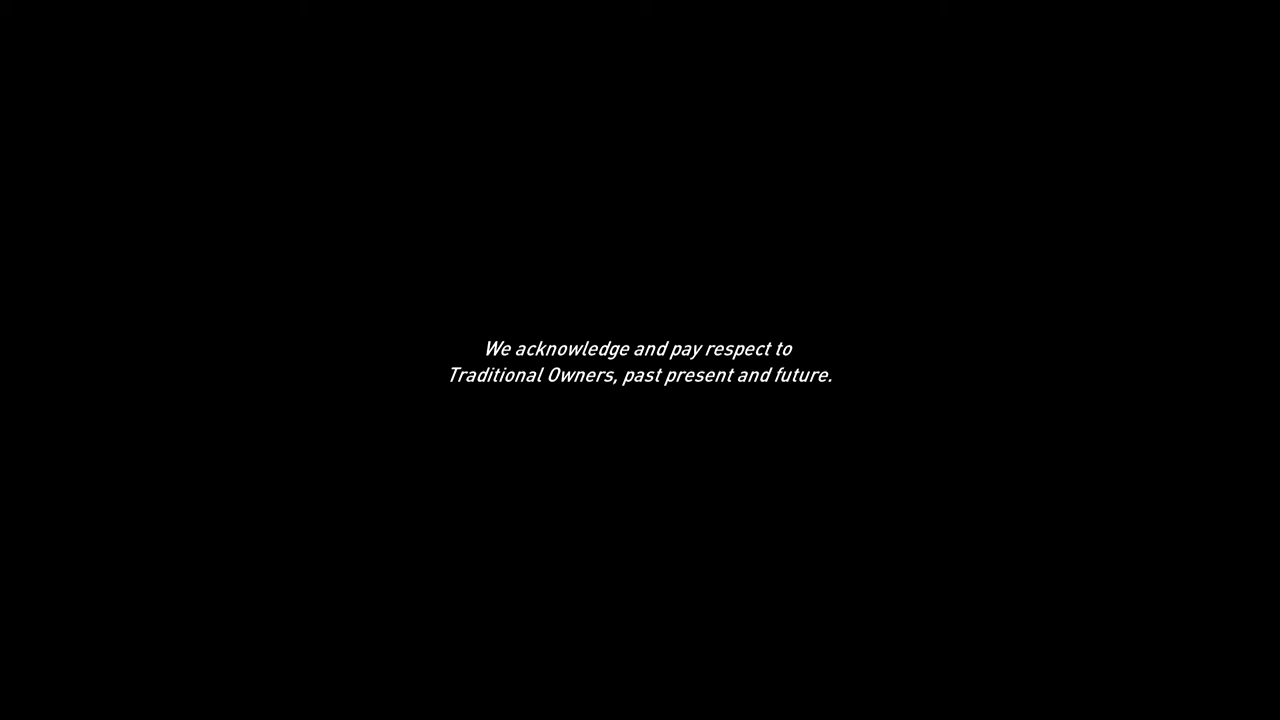 We acknowledge and pay respect to
Traditional Owners, past present and future.